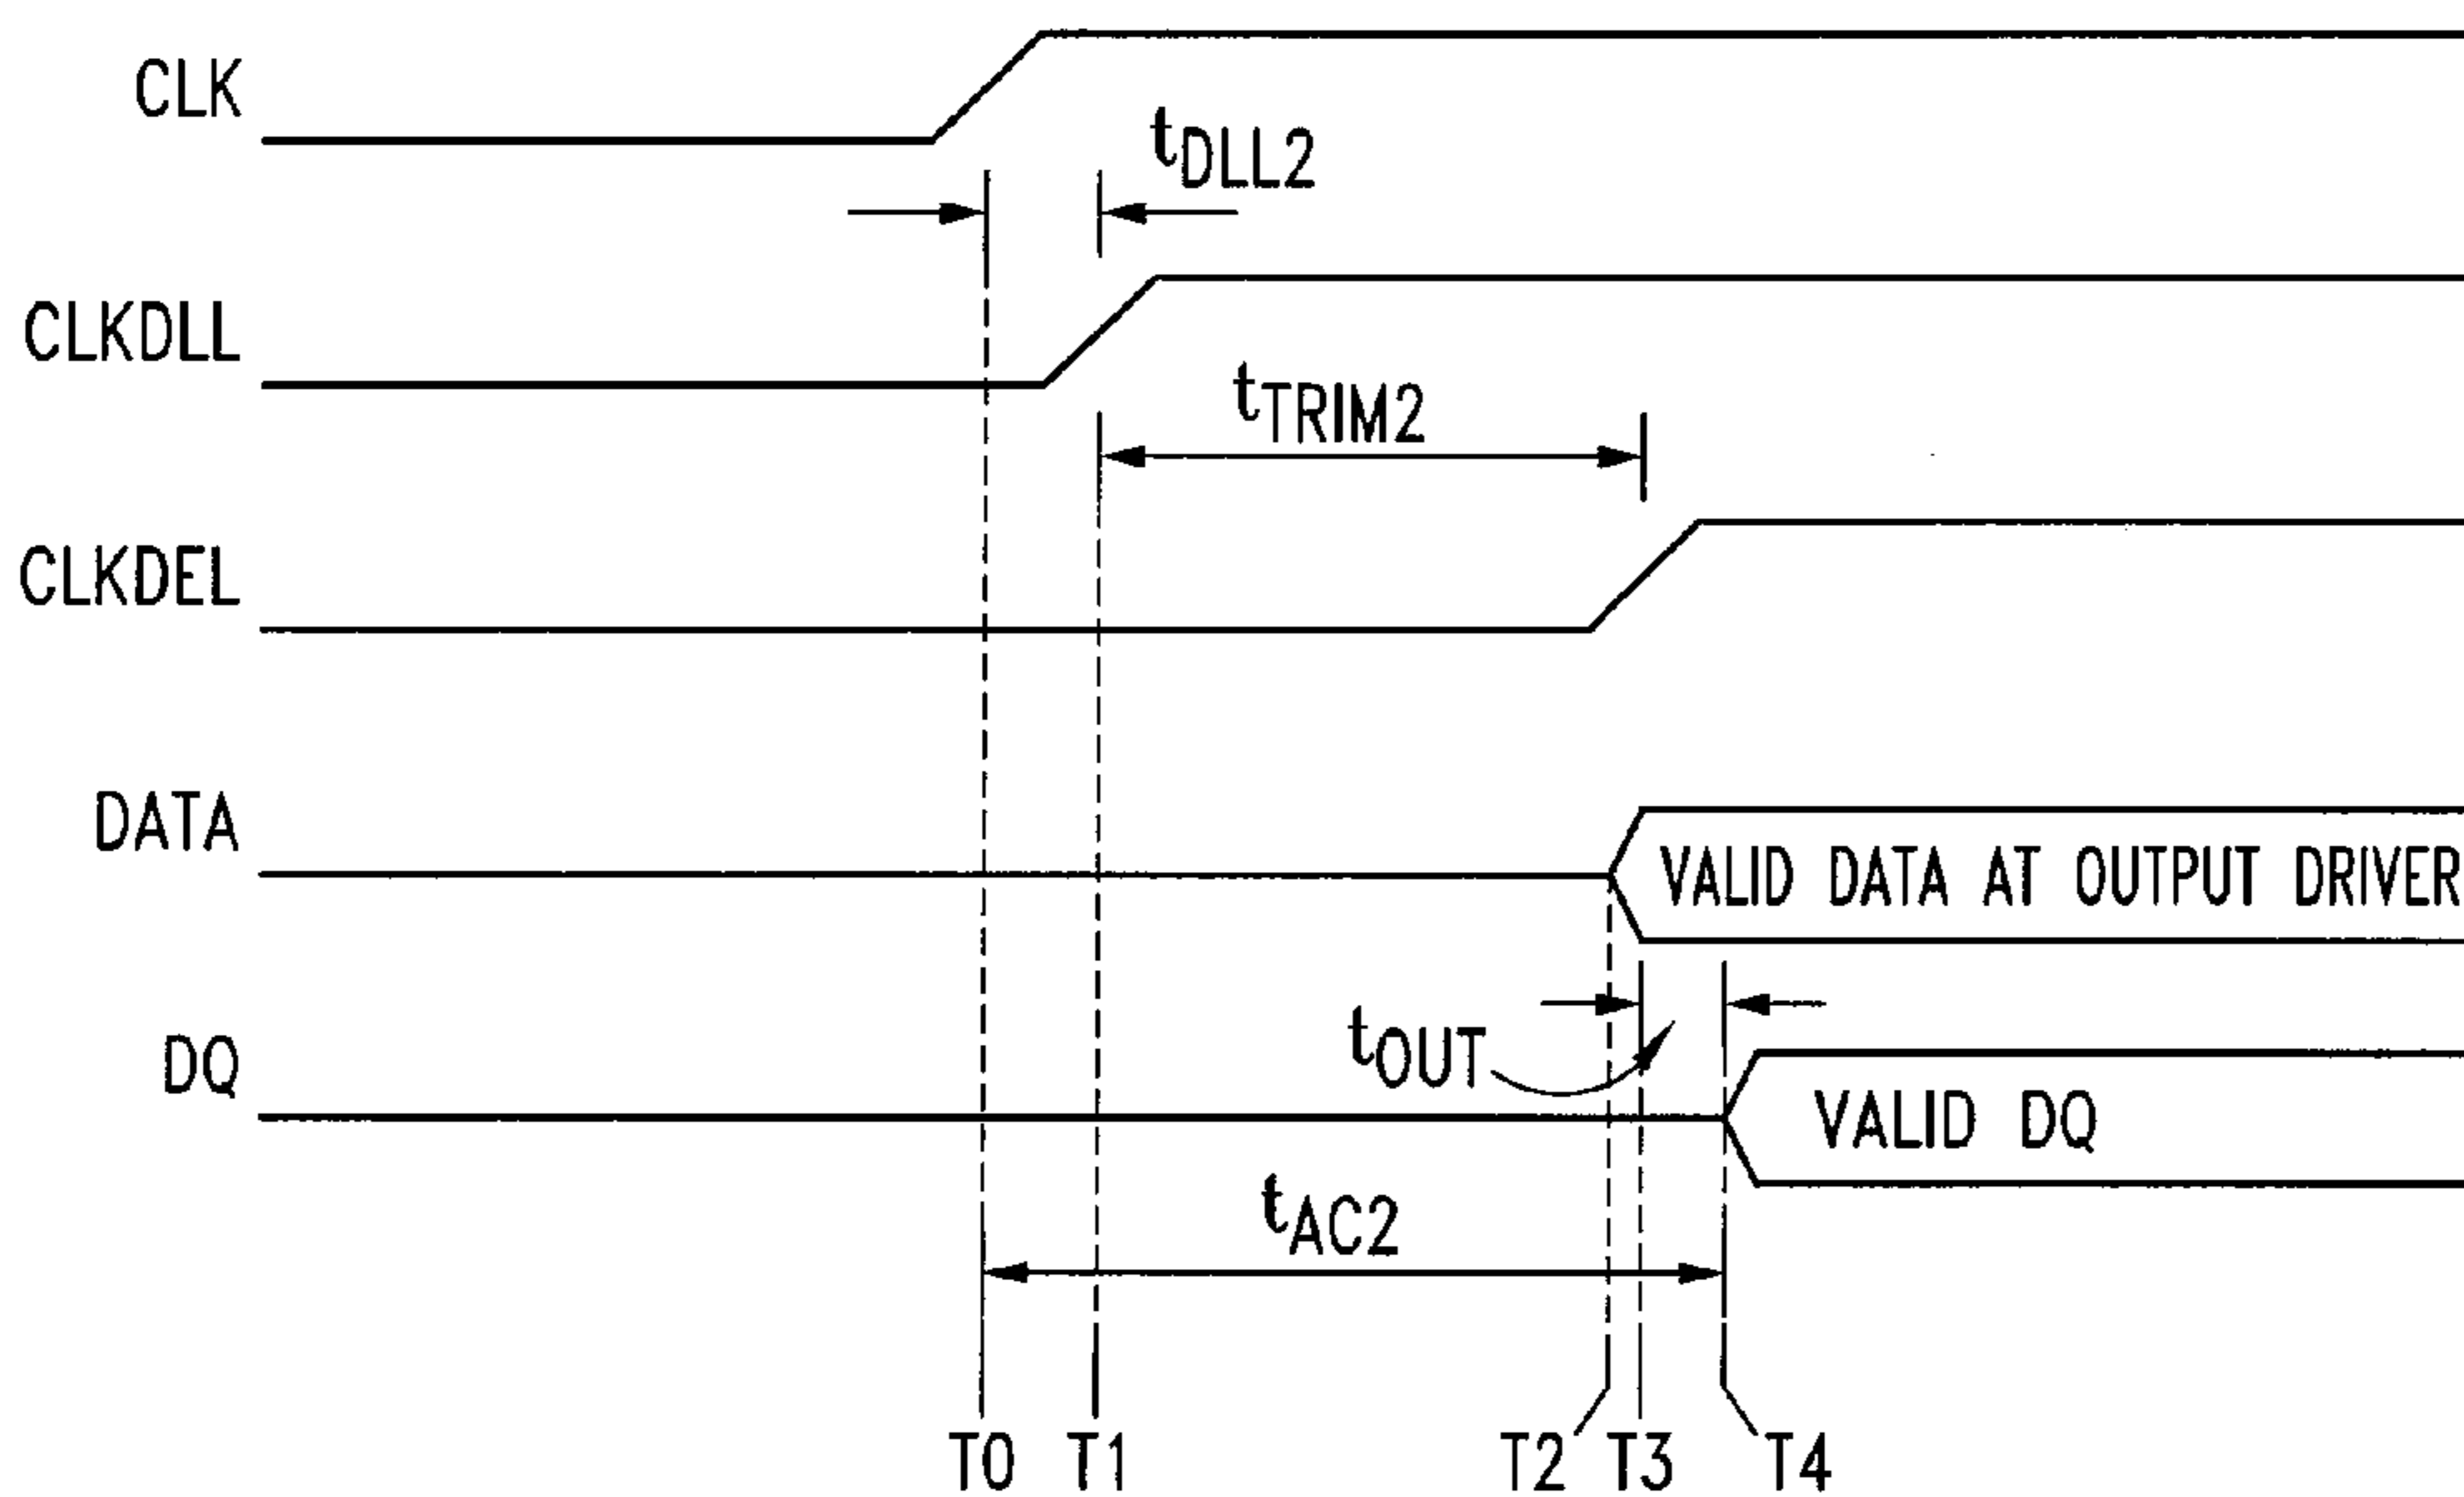 CLK
tDLL2
CLKDLL
tTRIM2
CLKDEL
DATA
VALID DATA AT OUTPUT DRIVER
tOUT
DQ
VALID DQ
tAC2
T0 T1 T2 T3 T4